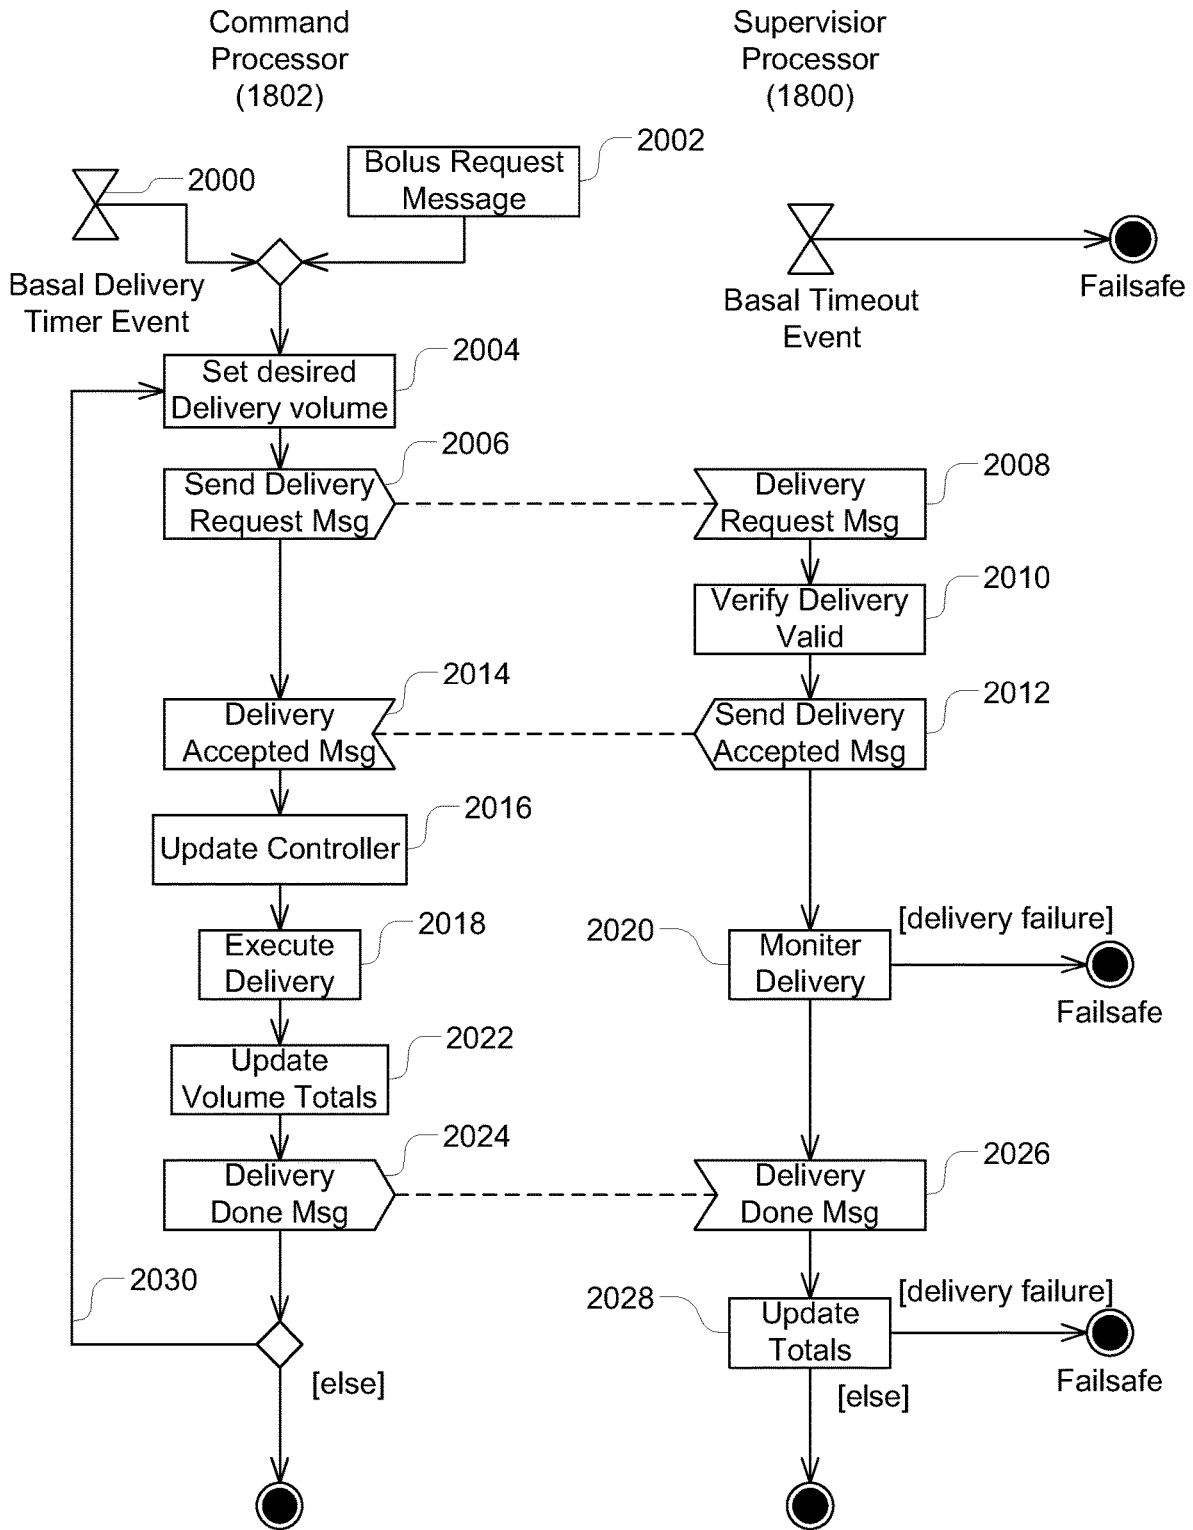 Command
Processor
(1802)
Supervisior
Processor
(1800)
2000
Bolus Request
Message
2002
Basal Delivery
Timer Event
Basal Timeout
Event
Failsafe
Set desired
Delivery volume
2004
Send Delivery
Request Msg
2006
Delivery
Request Msg
2008
Verify Delivery
Valid
2010
Delivery
Accepted Msg
2014
Send Delivery
Accepted Msg
2012
Update Controller
2016
Execute
Delivery
2018
2020
Moniter
Delivery
[delivery failure]
Failsafe
Update
Volume Totals
2022
Delivery
Done Msg
2024
Delivery
Done Msg
2026
2030
[else]
2028
Update
Totals
[delivery failure]
Failsafe
[else]